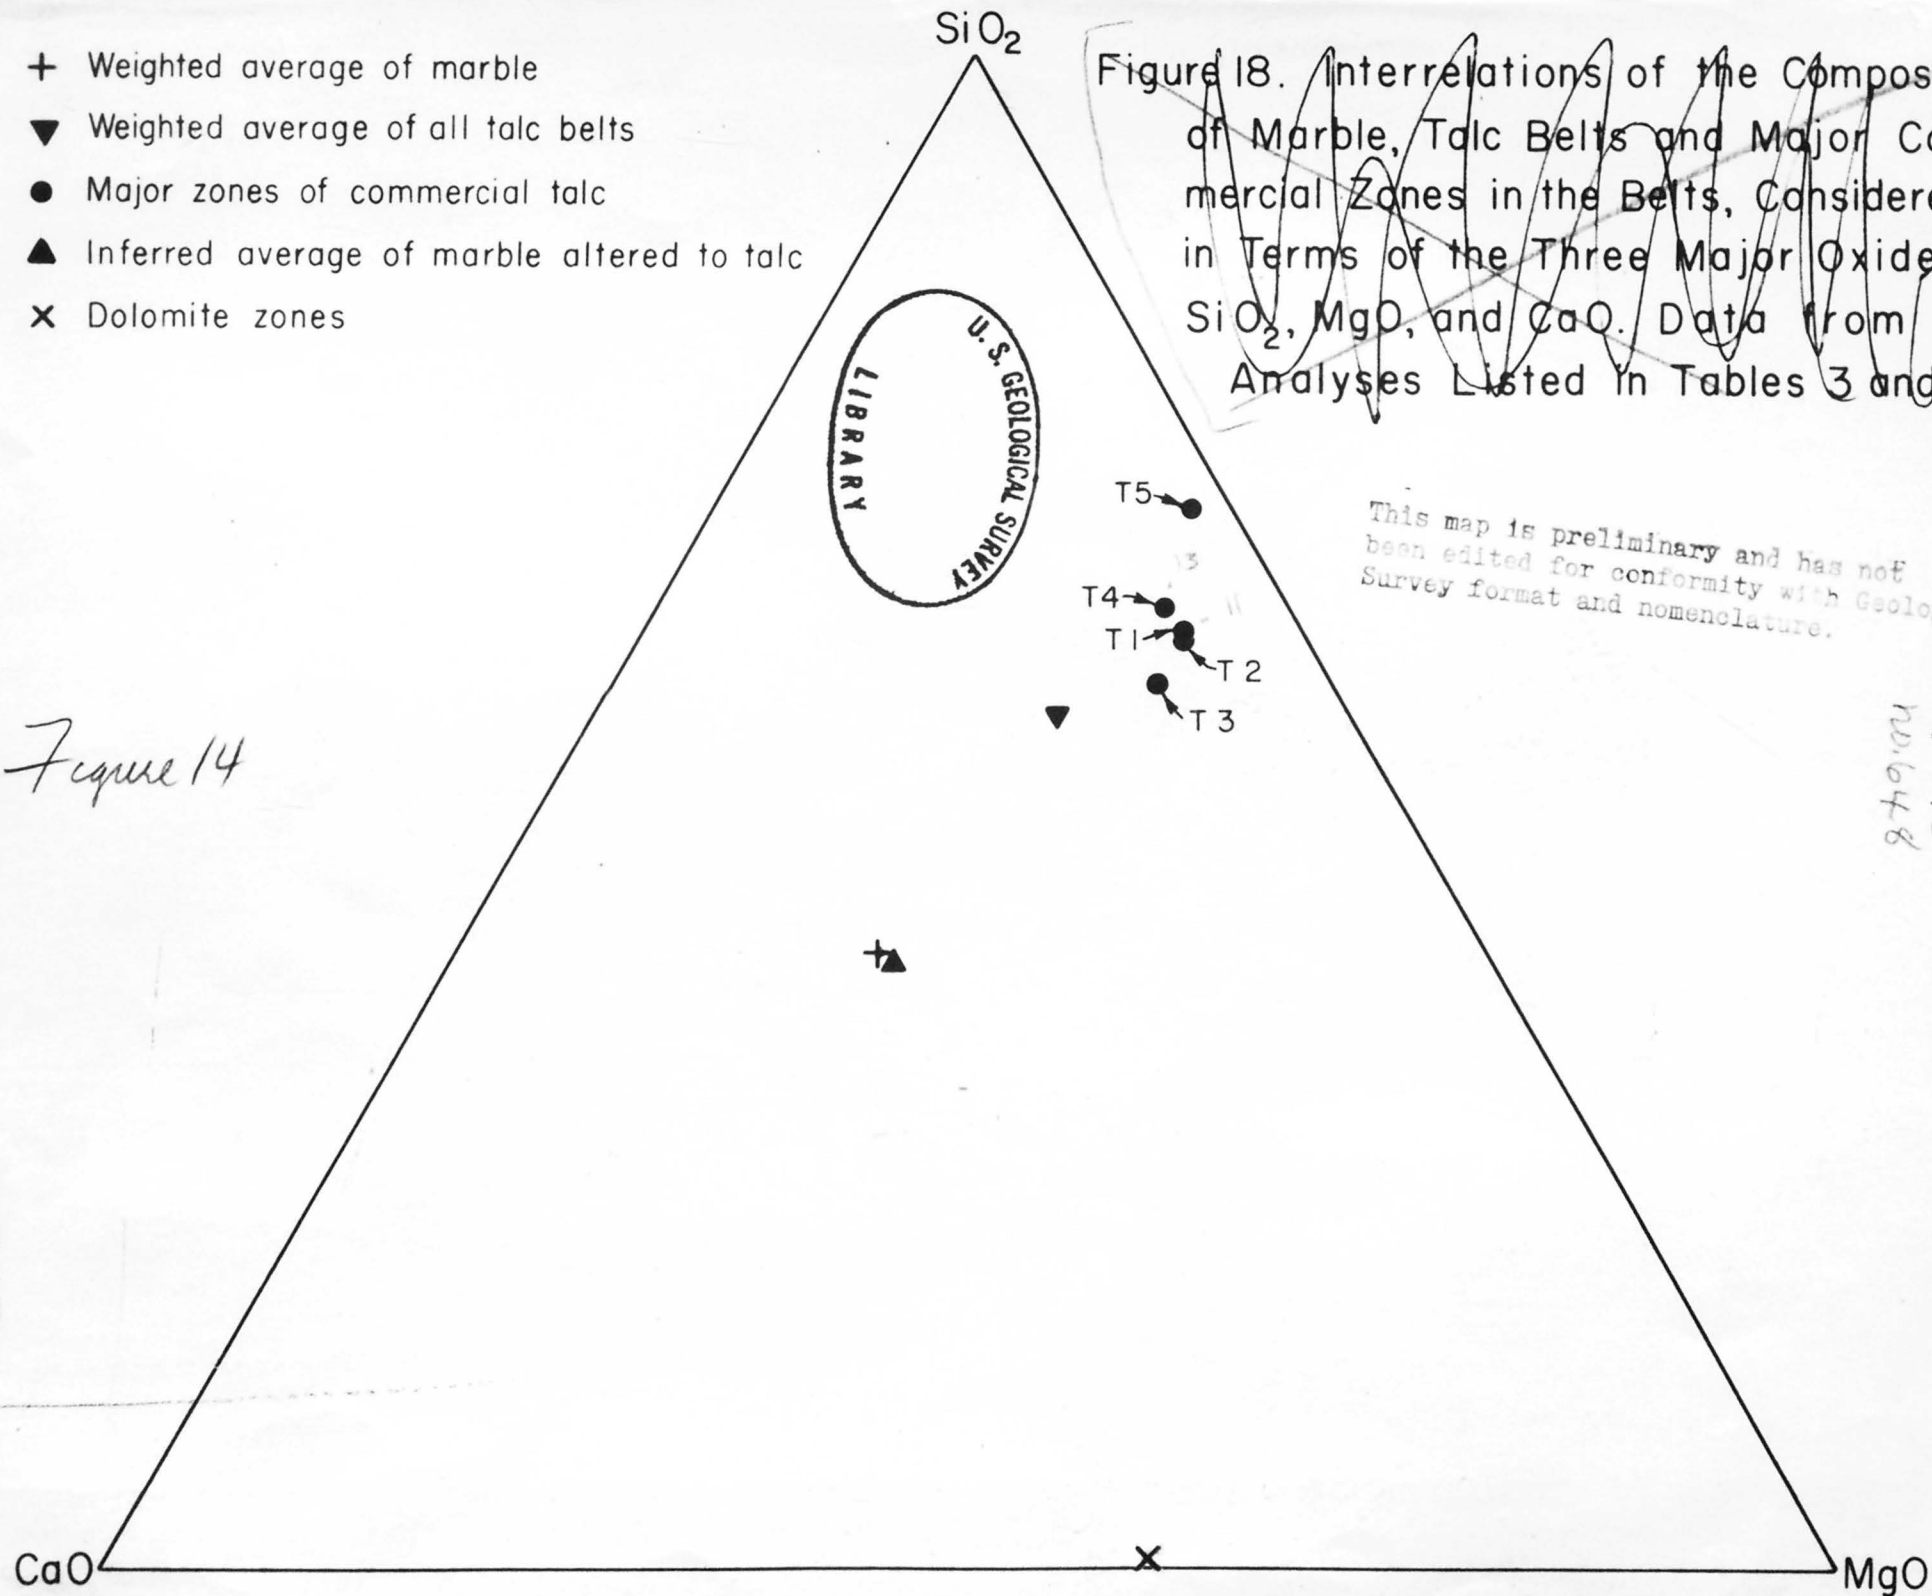 SiO2
+ Weighted average of marble
▼ Weighted average of all talc belts
● Major zones of commercial talc
▲ Inferred average of marble altered to talc
× Dolomite zones
Figure 18. Interrelations of the Compos
of Marble, Talc Belts and Major Co
mercial Zones in the Belts, Considere
in Terms of the Three Major Oxide
SiO2, MgO, and CaO. Data from
Analyses Listed in Tables 3 and
U. S. GEOLOGICAL SURVEY
LIBRARY
T5
13
T4
11
T1
T2
T3
This map is preliminary and has not
been edited for conformity with Geolo
Survey format and nomenclature.
Figure 14
no. 648
CaO
MgO